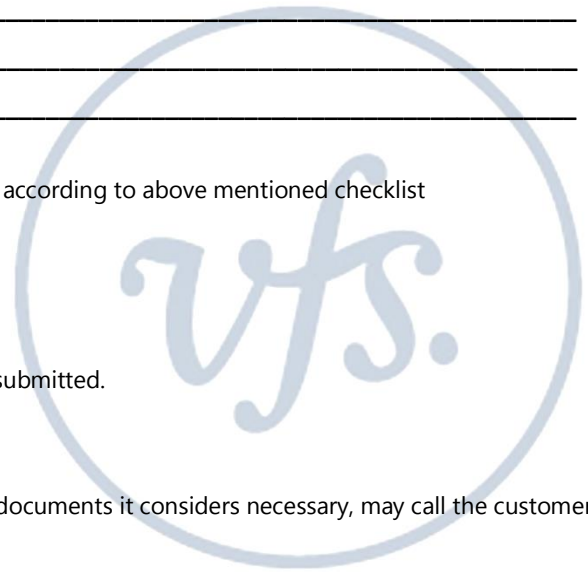 according to above mentioned checklist
vfs.
submitted.
documents it considers necessary, may call the customer